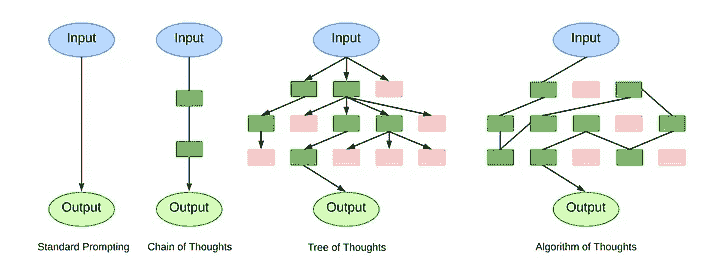 Input
Input
Input
Input
Output
Output
Output
Output
Standard Prompting
Chain of Thoughts
Tree of Thoughts
Algorithm of Thoughts